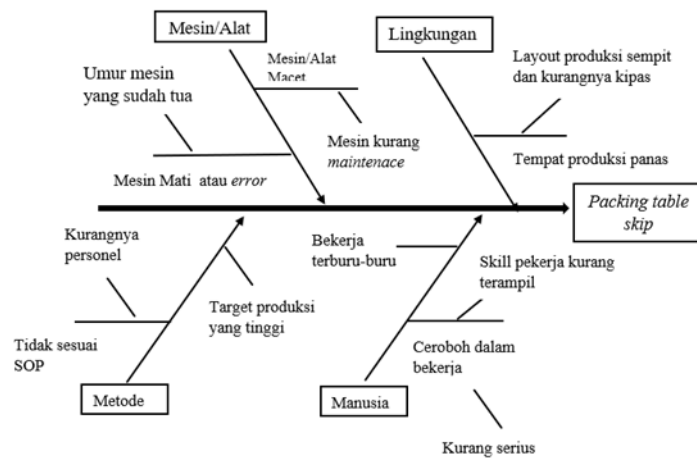 Mesin/Alat
Lingkungan
Umur mesin
yang sudah tua
Mesin/Alat
Macet
Layout produksi sempit
dan kurangnya kipas
Mesin kurang
maintenace
Tempat produksi panas
Mesin Mati atau error
Packing table
skip
Kurangnya
personel
Bekerja
terburu-buru
Skill pekerja kurang
terampil
Target produksi
yang tinggi
Tidak sesuai
SOP
Ceroboh dalam
bekerja
Metode
Manusia
Kurang serius